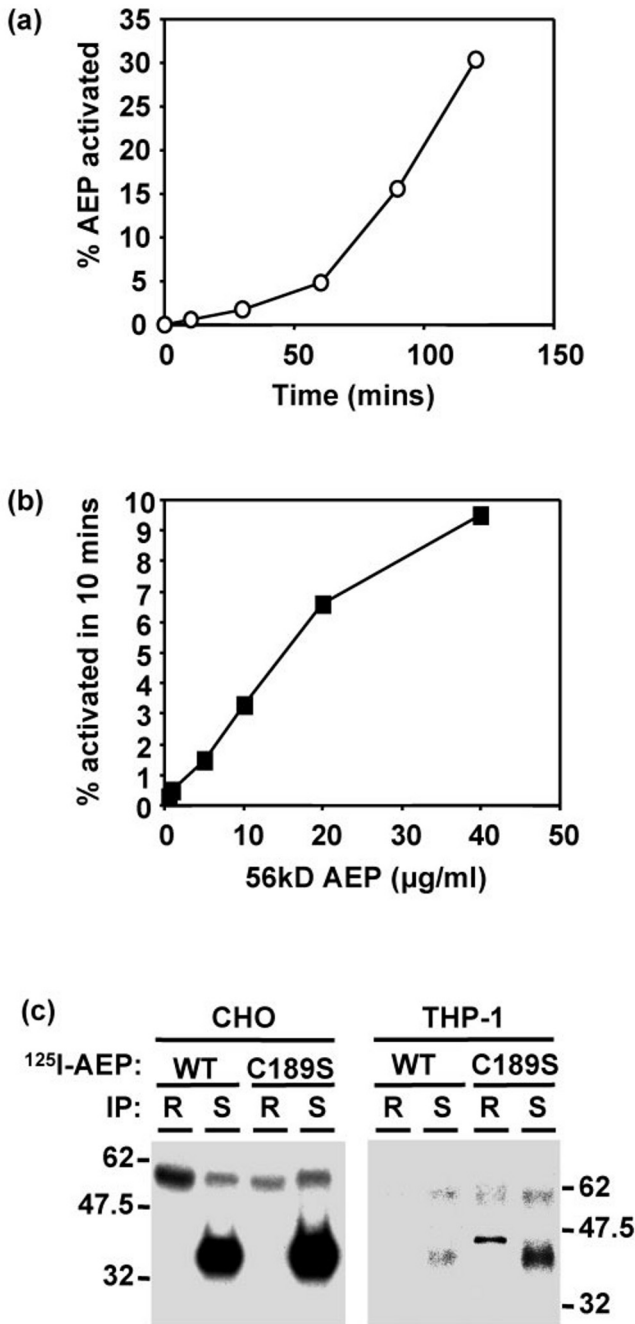 (a)
% AEP activated
35
30
25
20
15
10
5
0
0 50 100 150
Time (mins)
(b)
% activated in 10 mins
10
9
8
7
6
5
4
3
2
1
0
0 10 20 30 40 50
56kD AEP (µg/ml)
(c)
CHO THP-1
¹²⁵I-AEP: WT C189S WT C189S
IP: R S R S R S R S
62
47.5
32
62
47.5
32